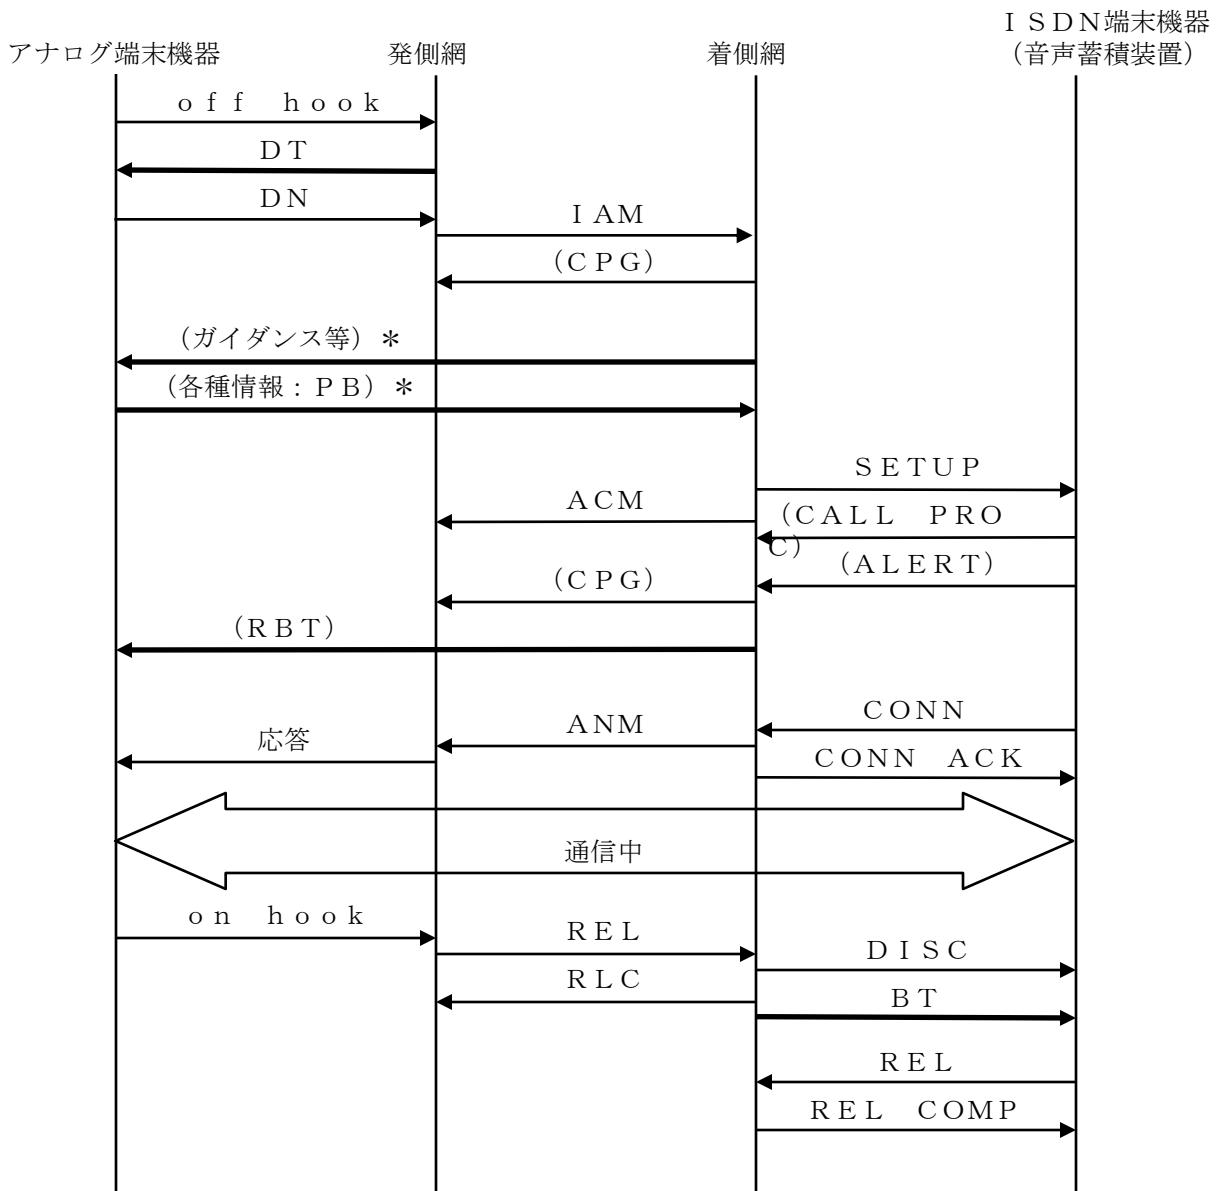 ＩＳＤＮ端末機器
アナログ端末機器　発側網　着側網　（音声蓄積装置）
ｏｆｆ　ｈｏｏｋ
ＤＴ
ＤＮ
ＩＡＭ
（ＣＰＧ）
（ガイダンス等）＊
（各種情報：ＰＢ）＊
ＳＥＴＵＰ
ＡＣＭ
（ＣＡＬＬ　ＰＲＯ
Ｃ）
（ＡＬＥＲＴ）
（ＣＰＧ）
（ＲＢＴ）
ＣＯＮＮ
ＡＮＭ
応答
ＣＯＮＮ　ＡＣＫ
通信中
ｏｎ　ｈｏｏｋ
ＲＥＬ
ＤＩＳＣ
ＲＬＣ
ＢＴ
ＲＥＬ
ＲＥＬ　ＣＯＭＰ